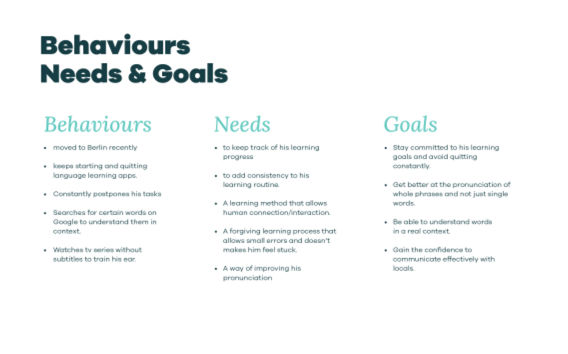 Behaviours
Needs & Goals
Behaviours
• moved to Berlin recently
• keeps starting and quitting
language learning apps.
• Constantly postpones his tasks
• Searches for certain words on
Google to understand them in
context.
• Watches tv series without
subtitles to train his ear.
Needs
• to keep track of his learning
progress
• to add consistency to his
learning routine.
• A learning method that allows
human connection/interaction.
• A forgiving learning process that
allows small errors and doesn't
makes him feel stuck.
• A way of improving his
pronunciation
Goals
• Stay committed to his learning
goals and avoid quitting
constantly.
• Get better at the pronunciation of
whole phrases and not just single
words.
• Be able to understand words
in a real context.
• Gain the confidence to
communicate effectively with
locals.